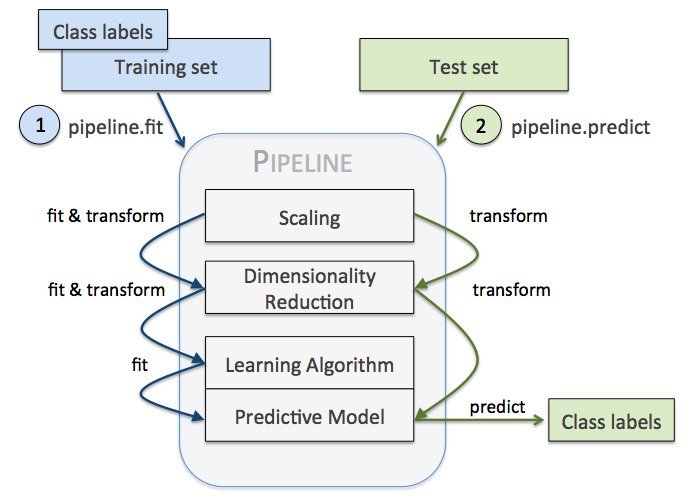 Class labels
Training set
Test set
1
pipeline.fit
2
pipeline.predict
PIPELINE
fit & transform
Scaling
transform
fit & transform
Dimensionality
Reduction
transform
fit
Learning Algorithm
Predictive Model
predict
Class labels